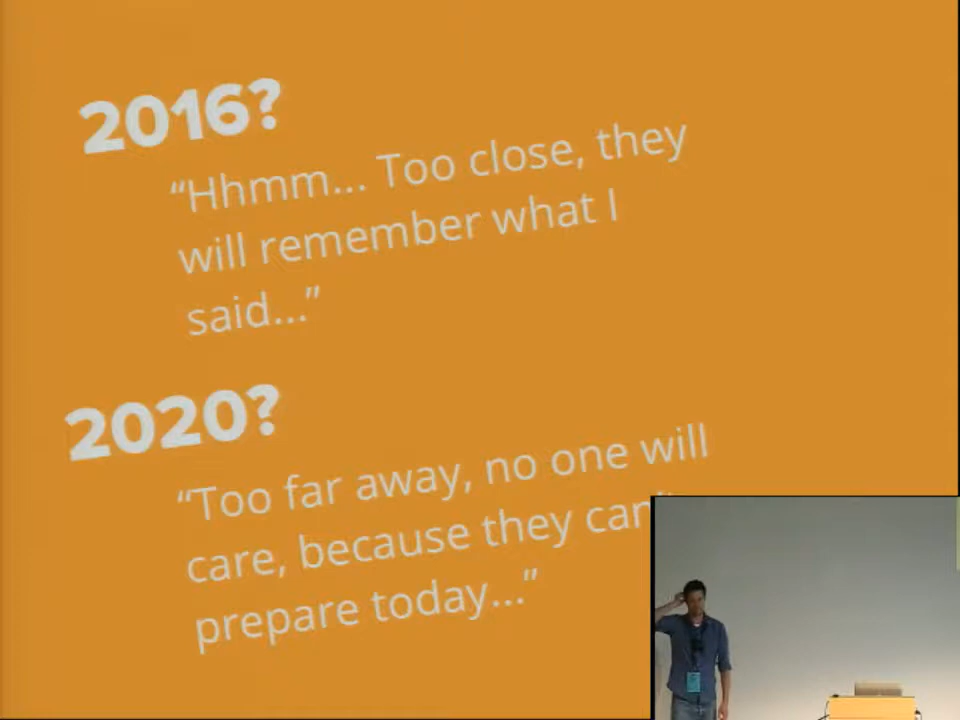 2016?
“Hhmm... Too close, they
will remember what I
said...”
2020?
“Too far away, no one will
care, because they can
prepare today...”